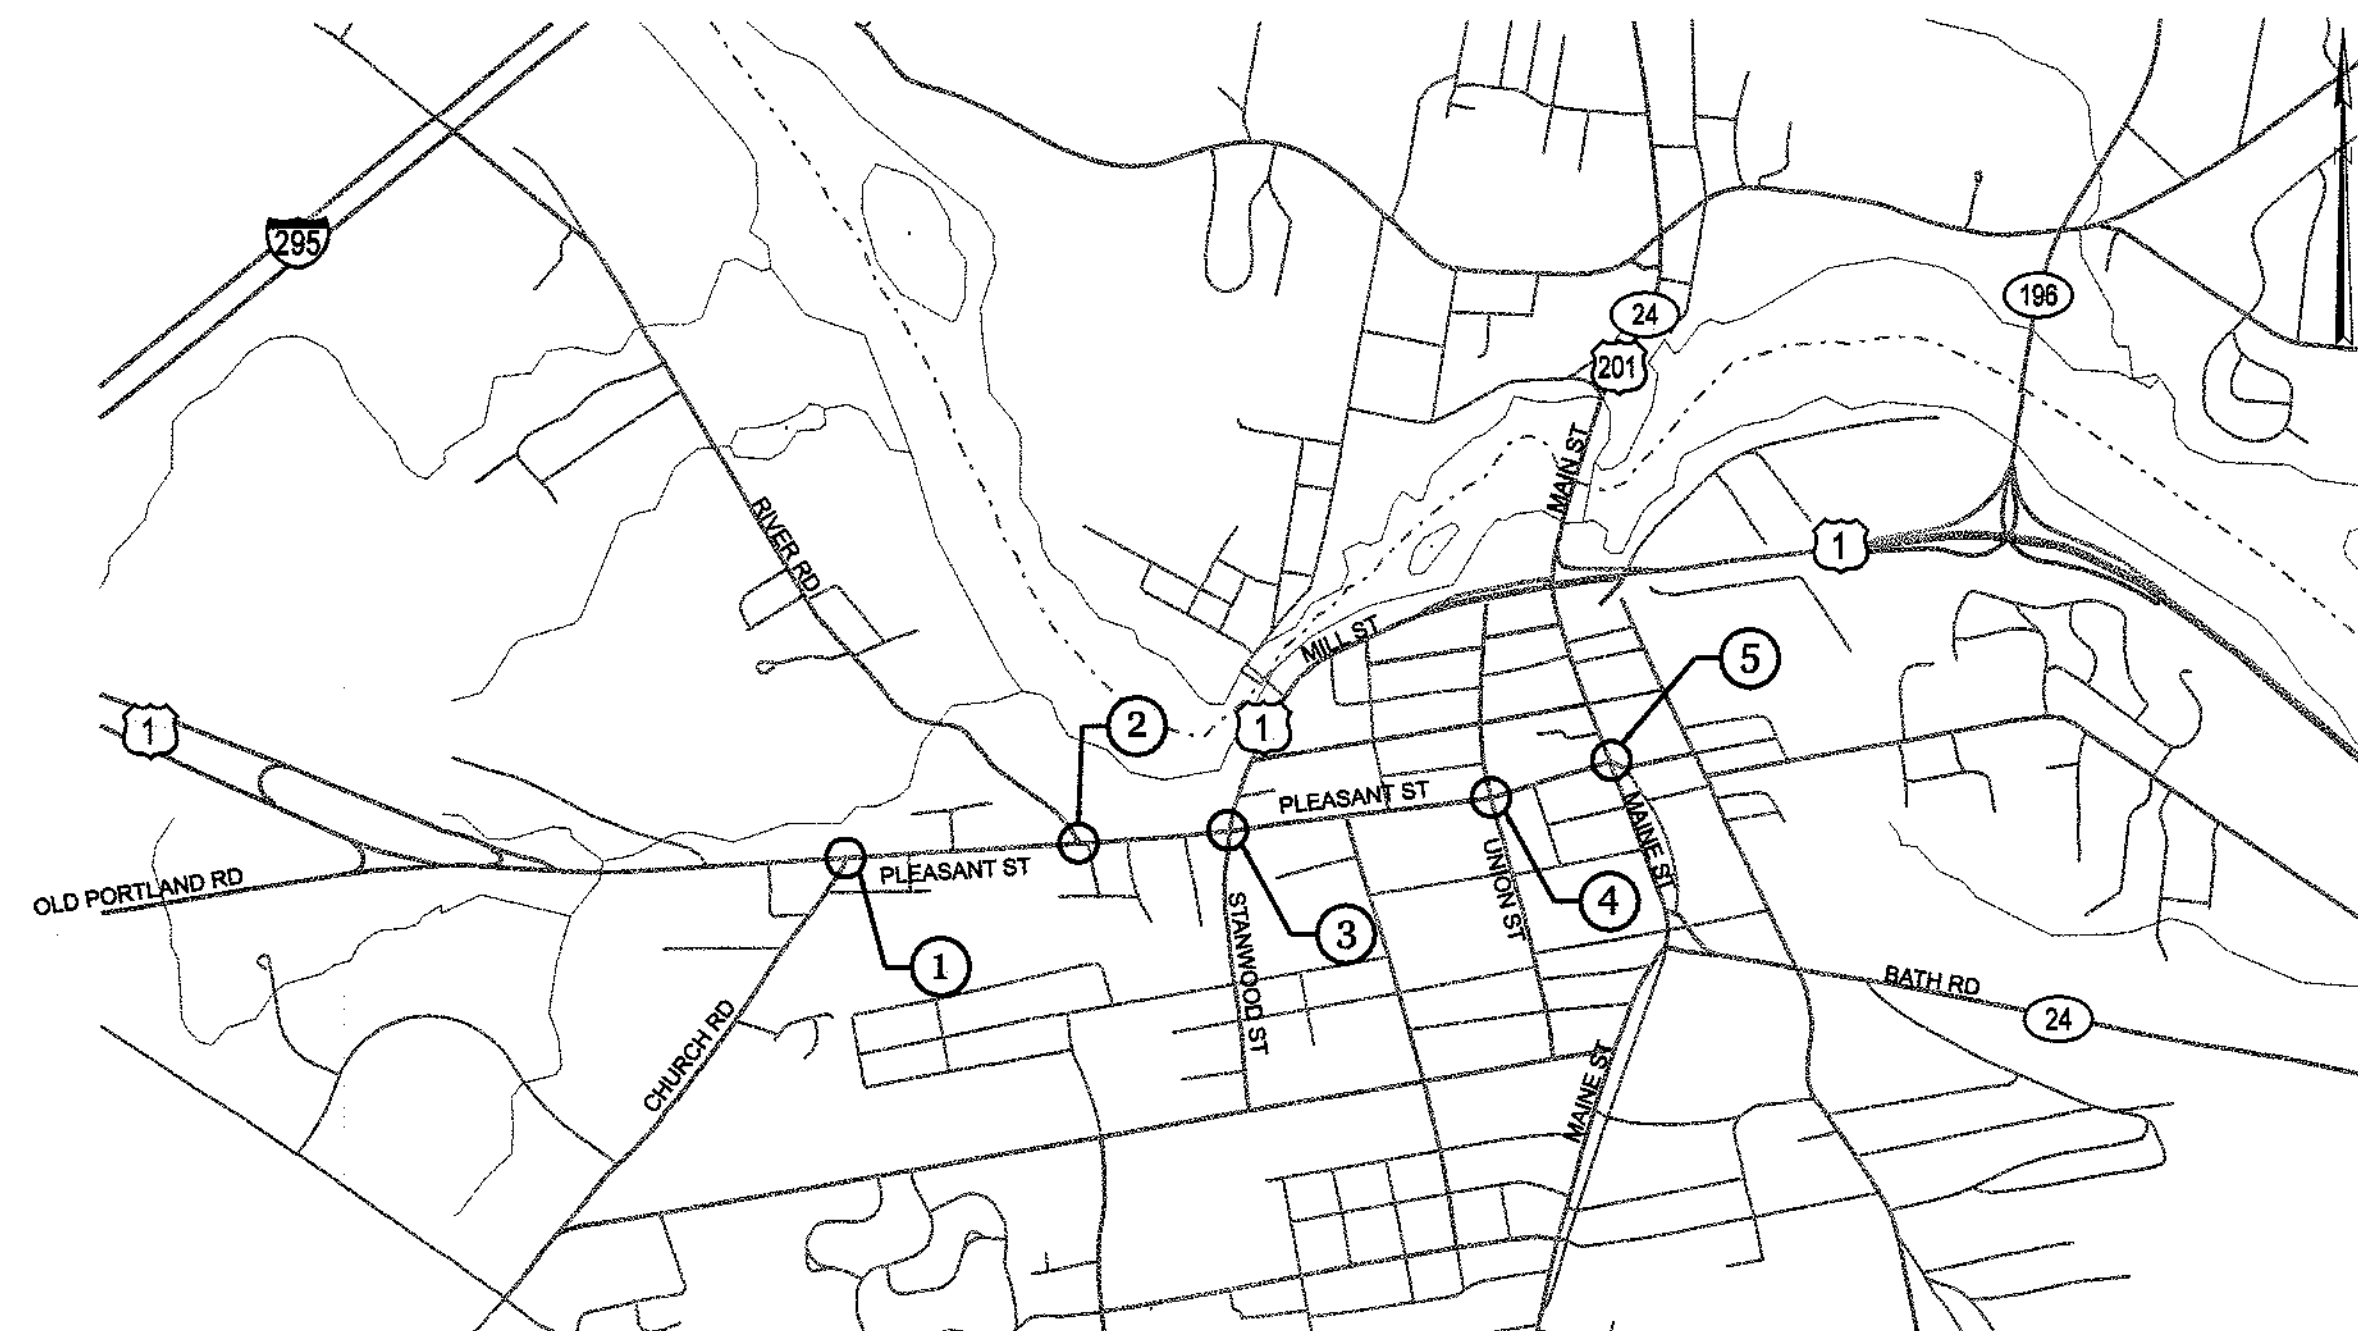 295
196
24
201
MAIN ST
RIVER RD
1
MILL ST
5
2
1
1
PLEASANT ST
MAINE ST
PLEASANT ST
UNION ST
OLD PORTLAND RD
4
STANWOOD ST
3
1
BATH RD
24
CHURCH RD
MAINE ST